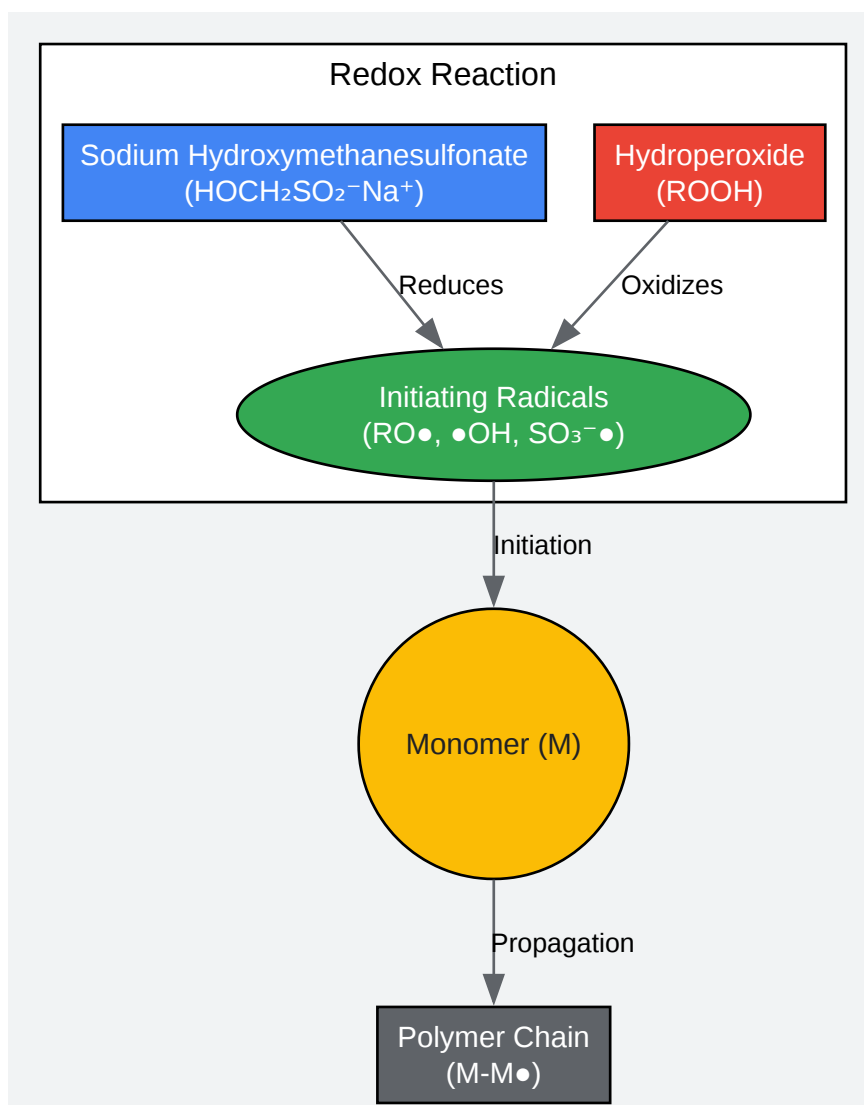 Redox Reaction
Sodium Hydroxymethanesulfonate
(HOCH₂SO₂⁻Na⁺)
Hydroperoxide
(ROOH)
Reduces
Oxidizes
Initiating Radicals
(RO●, ●OH, SO₃⁻●)
Initiation
Monomer (M)
Propagation
Polymer Chain
(M-M●)